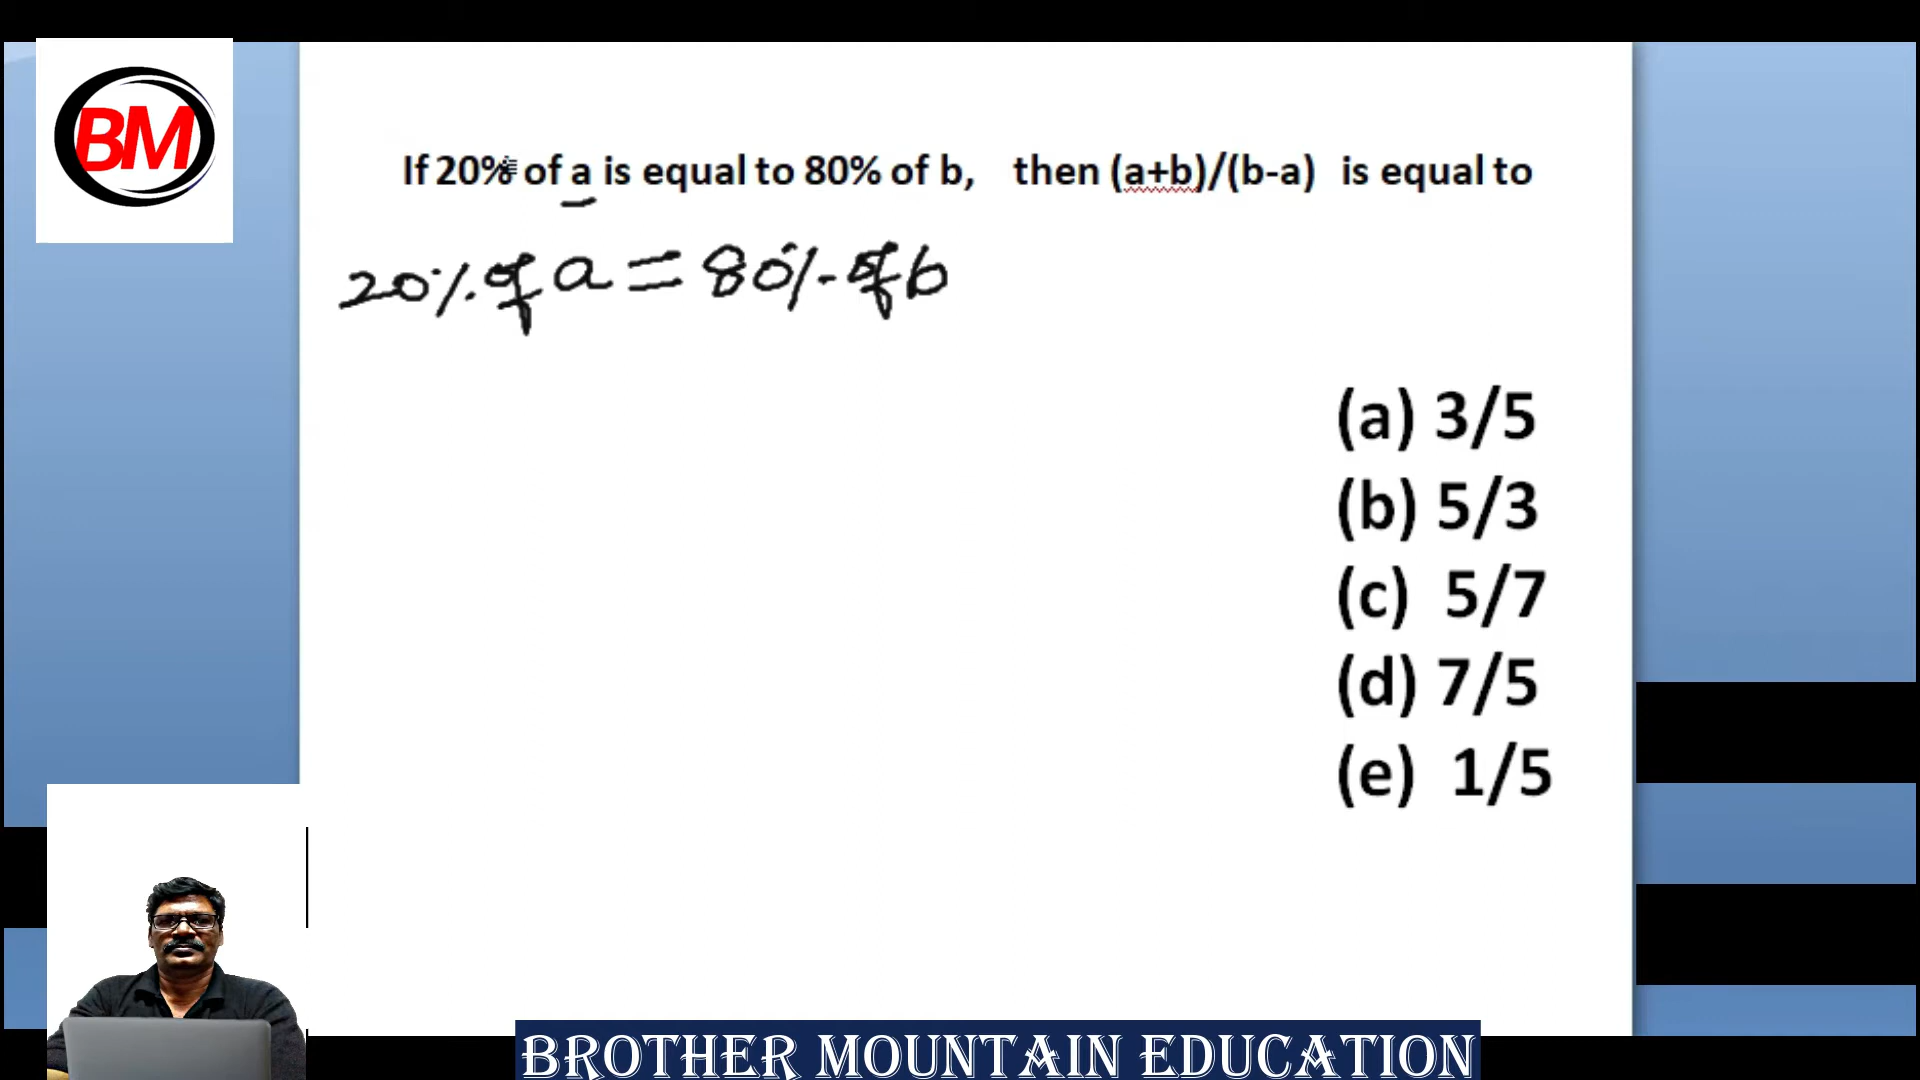 BM
If 20% of a is equal to 80% of b, then (a+b)/(b-a) is equal to
20% of a = 80% of b
(a) 3/5
(b) 5/3
(c) 5/7
(d) 7/5
(e) 1/5
BROTHER MOUNTAIN EDUCATION